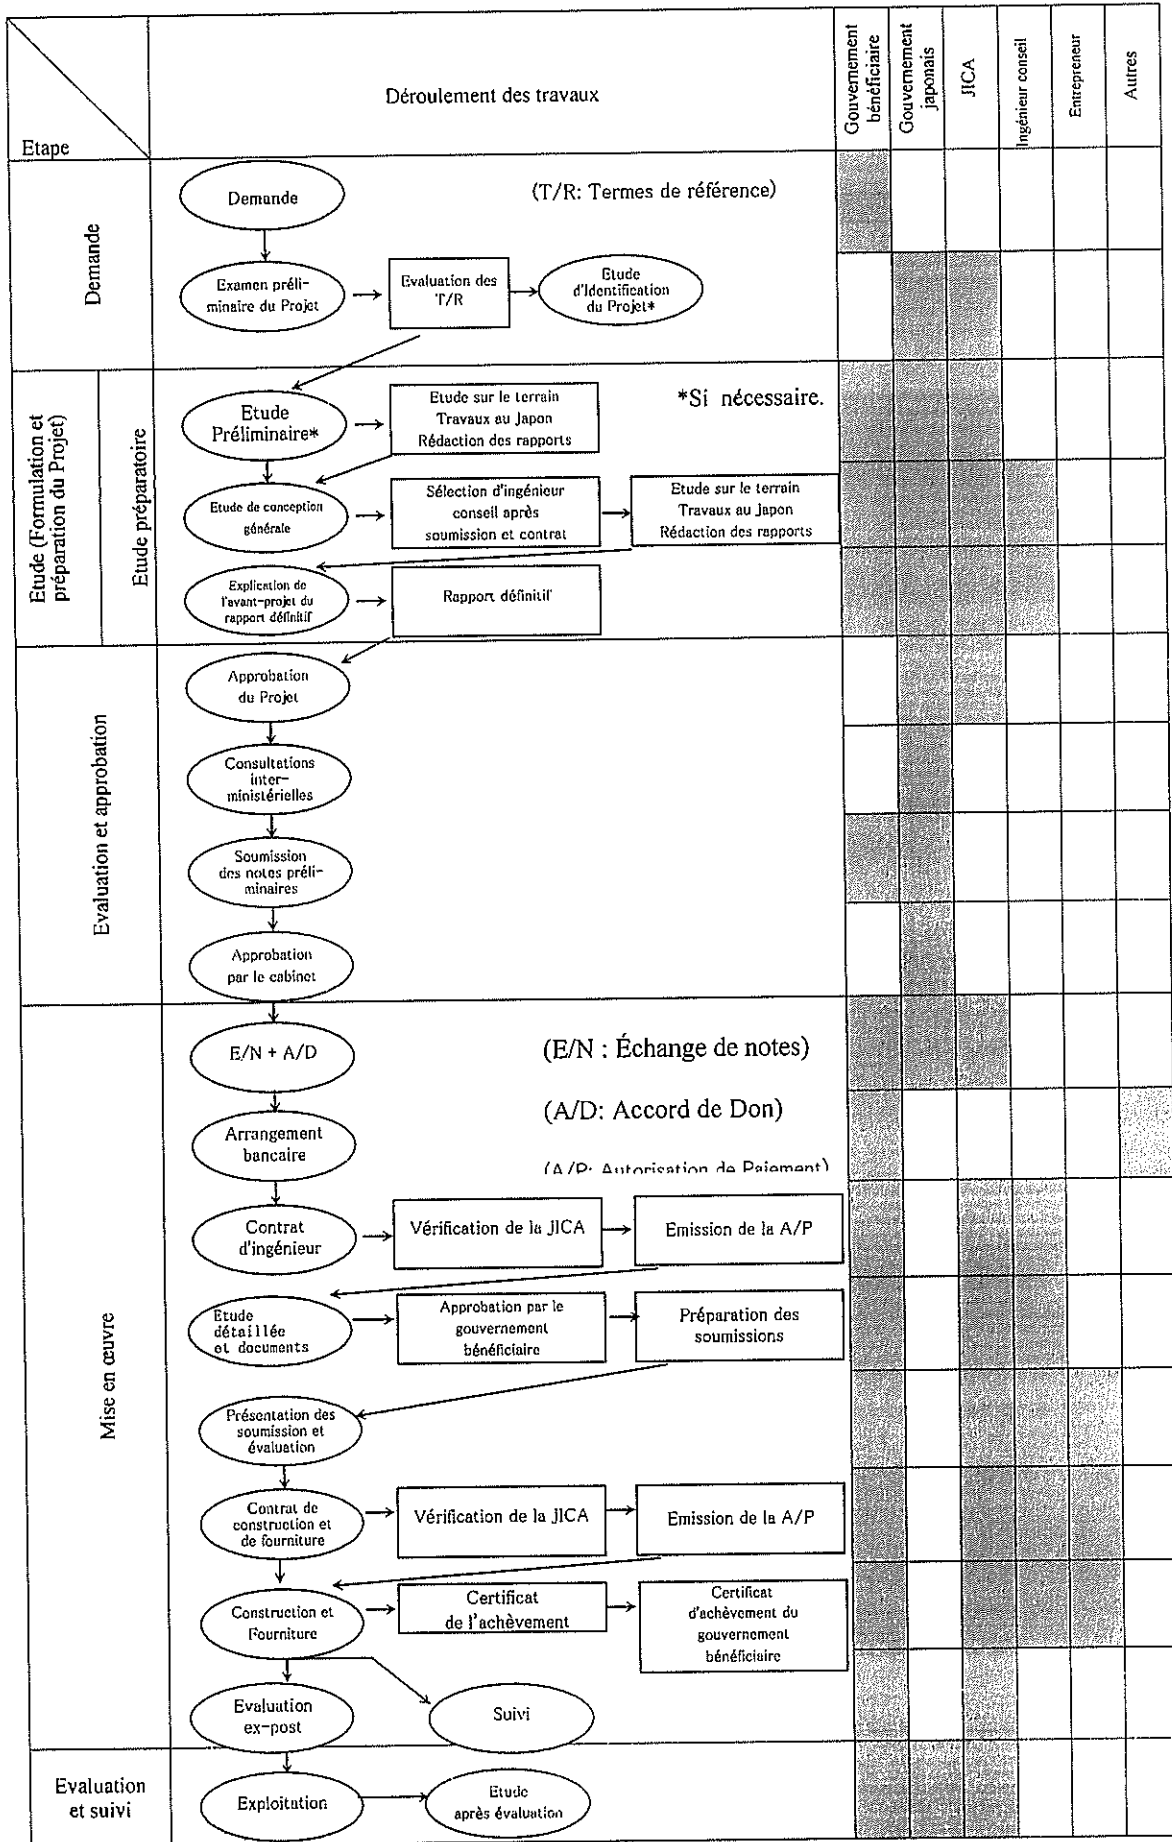 Etape
Déroulement des travaux
Gouvernement
bénéficiaire
Gouvernement
japonais
JICA
Ingénieur conseil
Entrepreneur
Autres
Demande
Demande
(T/R: Termes de référence)
Examen préli-
minaire du Projet
Evaluation des
T/R
Etude
d'Identification
du Projet*
Etude (Formulation et
préparation du Projet)
Etude préparatoire
Etude
Préliminaire*
Etude sur le terrain
Travaux au Japon
Rédaction des rapports
*Si nécessaire.
Etude de conception
générale
Sélection d'ingénieur
conseil après
soumission et contrat
Etude sur le terrain
Travaux au Japon
Rédaction des rapports
Explication de
l'avant-projet du
rapport définitif
Rapport définitif
Evaluation et approbation
Approbation
du Projet
Consultations
inter-
ministérielles
Soumission
des notes préli-
minaires
Approbation
par le cabinet
Mise en œuvre
E/N + A/D
(E/N : Échange de notes)
(A/D: Accord de Don)
Arrangement
bancaire
(A/P: Autorisation de Paiement)
Contrat
d'ingénieur
Vérification de la JICA
Emission de la A/P
Etude
détaillée
et documents
Approbation par le
gouvernement
bénéficiaire
Préparation des
soumissions
Présentation des
soumission et
évaluation
Contrat de
construction et
de fourniture
Vérification de la JICA
Emission de la A/P
Construction et
Fourniture
Certificat
de l'achèvement
Certificat
d'achèvement du
gouvernement
bénéficiaire
Evaluation
ex-post
Suivi
Evaluation
et suivi
Exploitation
Etude
après évaluation